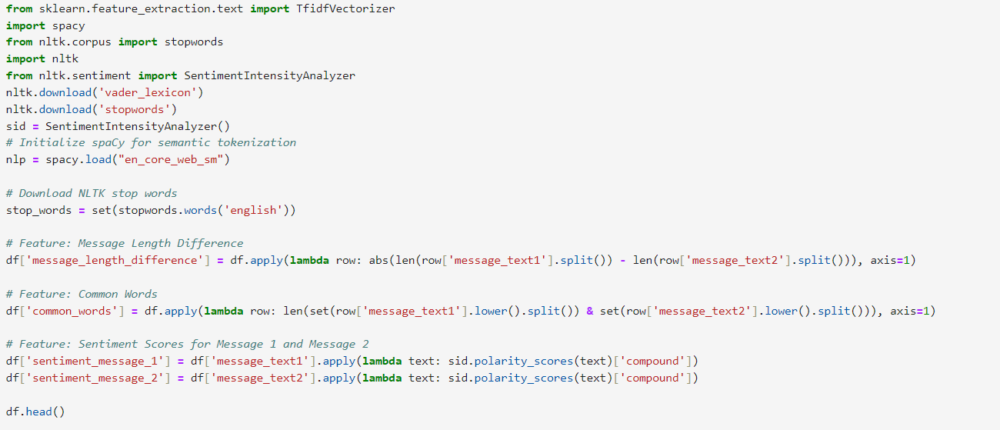 from sklearn.feature_extraction.text import TfidfVectorizer
import spacy
from nltk.corpus import stopwords
import nltk
from nltk.sentiment import SentimentIntensityAnalyzer
nltk.download('vader_lexicon')
nltk.download('stopwords')
sid = SentimentIntensityAnalyzer()
# Initialize spaCy for semantic tokenization
nlp = spacy.load("en_core_web_sm")

# Download NLTK stop words
stop_words = set(stopwords.words('english'))

# Feature: Message Length Difference
df['message_length_difference'] = df.apply(lambda row: abs(len(row['message_text1'].split()) - len(row['message_text2'].split())), axis=1)

# Feature: Common Words
df['common_words'] = df.apply(lambda row: len(set(row['message_text1'].lower().split()) & set(row['message_text2'].lower().split())), axis=1)

# Feature: Sentiment Scores for Message 1 and Message 2
df['sentiment_message_1'] = df['message_text1'].apply(lambda text: sid.polarity_scores(text)['compound'])
df['sentiment_message_2'] = df['message_text2'].apply(lambda text: sid.polarity_scores(text)['compound'])

df.head()